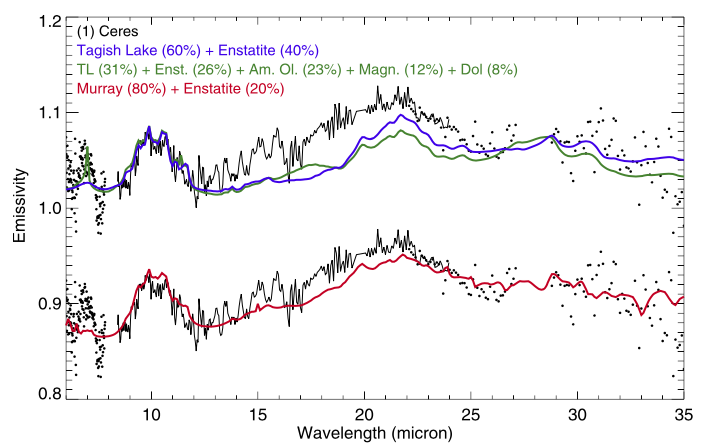 1.2
(1) Ceres
Tagish Lake (60%) + Enstatite (40%)
TL (31%) + Enst. (26%) + Am. Ol. (23%) + Magn. (12%) + Dol (8%)
Murray (80%) + Enstatite (20%)
1.1
1.0
0.9
0.8
Emissivity
10 15 20 25 30 35
Wavelength (micron)